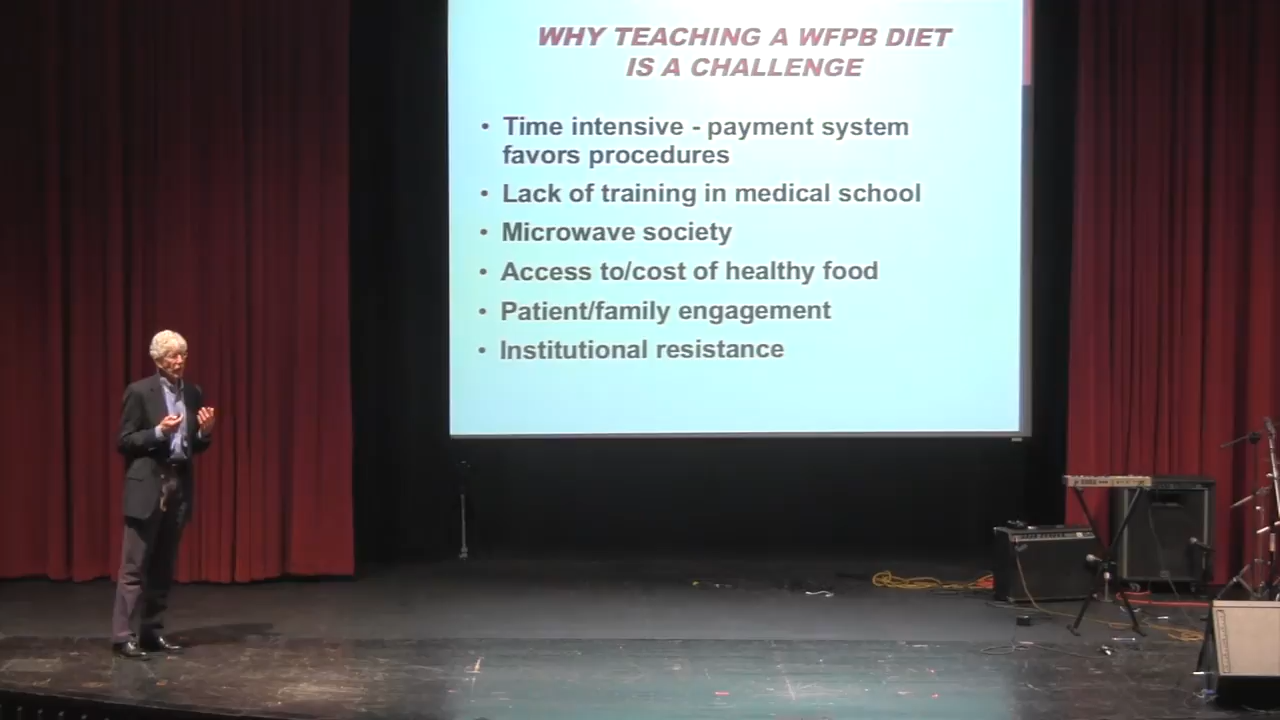 WHY TEACHING A WFPB DIET
IS A CHALLENGE
• Time intensive - payment system
favors procedures
• Lack of training in medical school
• Microwave society
• Access to/cost of healthy food
• Patient/family engagement
• Institutional resistance